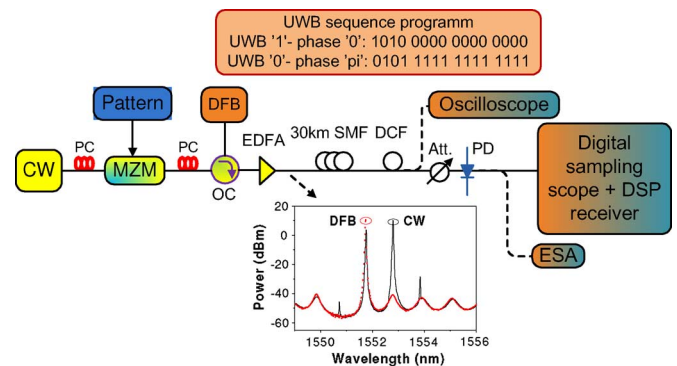 UWB sequence programm
UWB '1'- phase '0': 1010 0000 0000 0000
UWB '0'- phase 'pi': 0101 1111 1111 1111
Pattern
DFB
Oscilloscope
EDFA
30km SMF
DCF
PC
PC
Att.
PD
CW
MZM
OC
Digital
sampling
scope + DSP
receiver
ESA
DFB
CW
Power (dBm)
20
0
-20
-40
-60
1550
1552
1554
1556
Wavelength (nm)